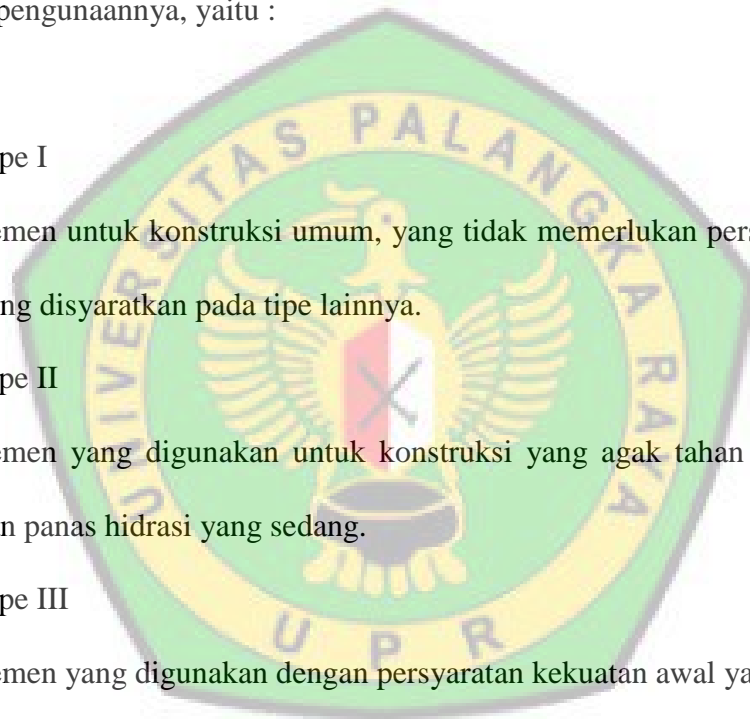 pengunaannya, yaitu :
pe I
emen untuk konstruksi umum, yang tidak memerlukan pers
ng disyaratkan pada tipe lainnya.
pe II
emen yang digunakan untuk konstruksi yang agak tahan
n panas hidrasi yang sedang.
pe III
emen yang digunakan dengan persyaratan kekuatan awal ya
UNIVERSITAS PALANGKA RAYA
UPR